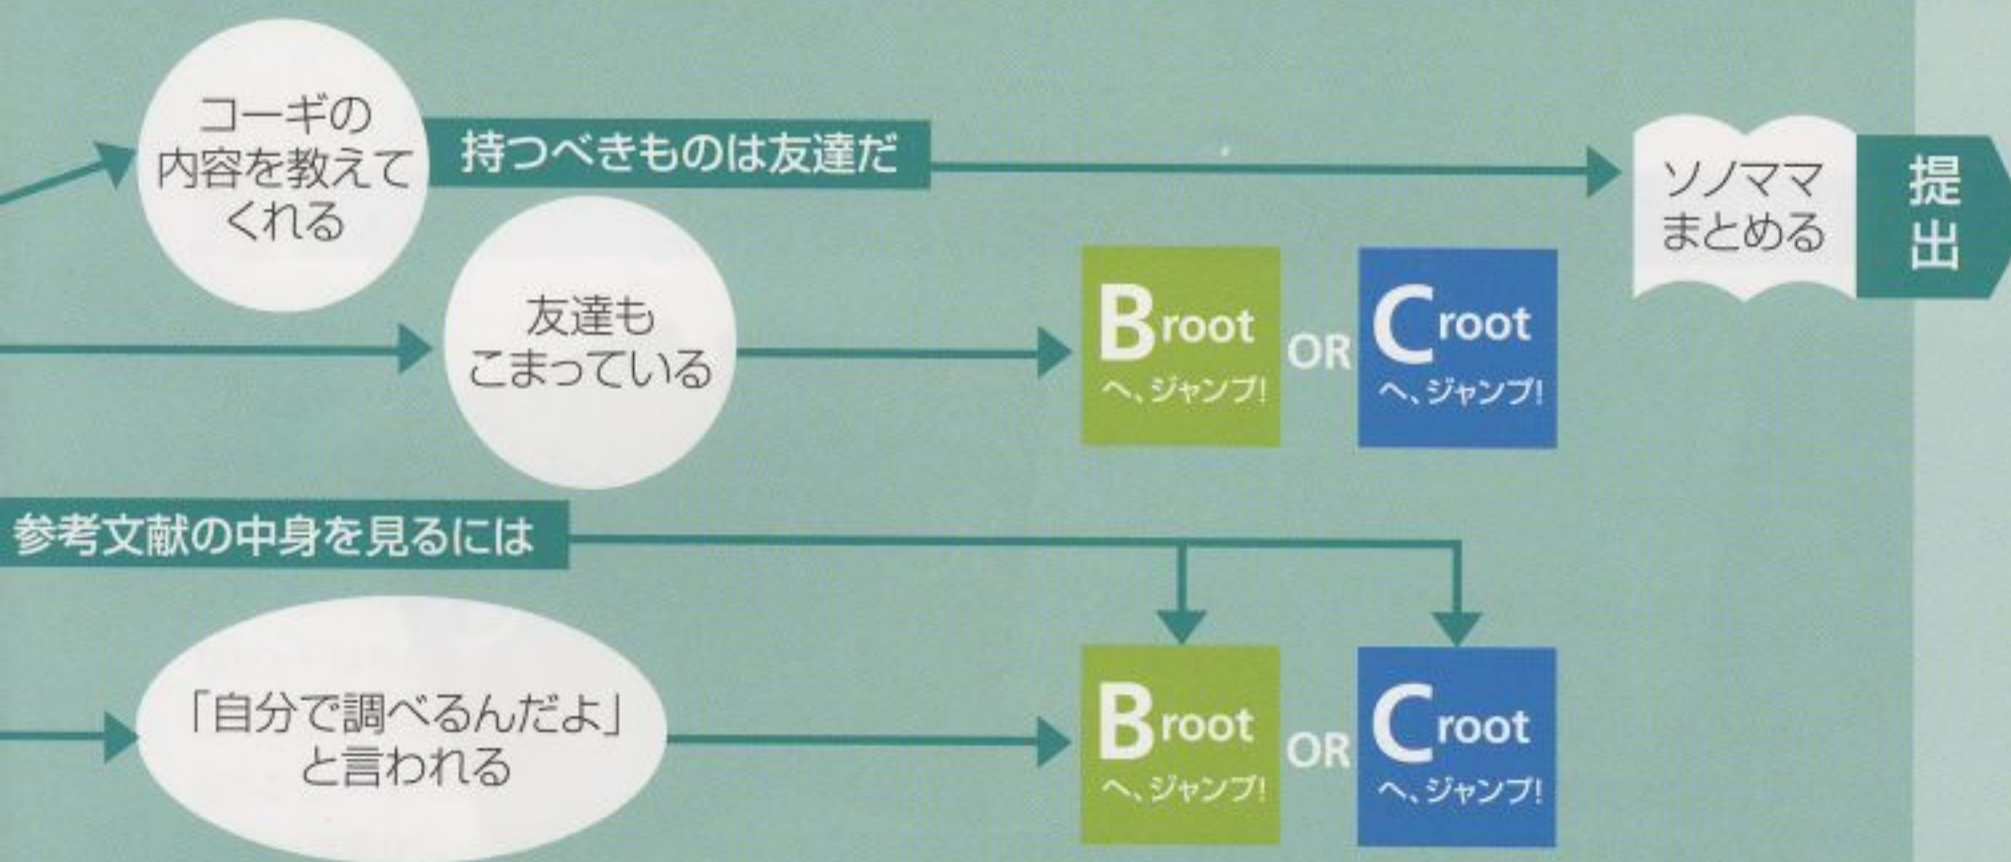 コーギの
内容を教えて
くれる
持つべきものは友達だ
ソノママ
まとめる
提出
友達も
こまっている
B root
へ、ジャンプ!
OR
C root
へ、ジャンプ!
参考文献の中身を見るには
「自分で調べるんだよ」
と言われる
B root
へ、ジャンプ!
OR
C root
へ、ジャンプ!